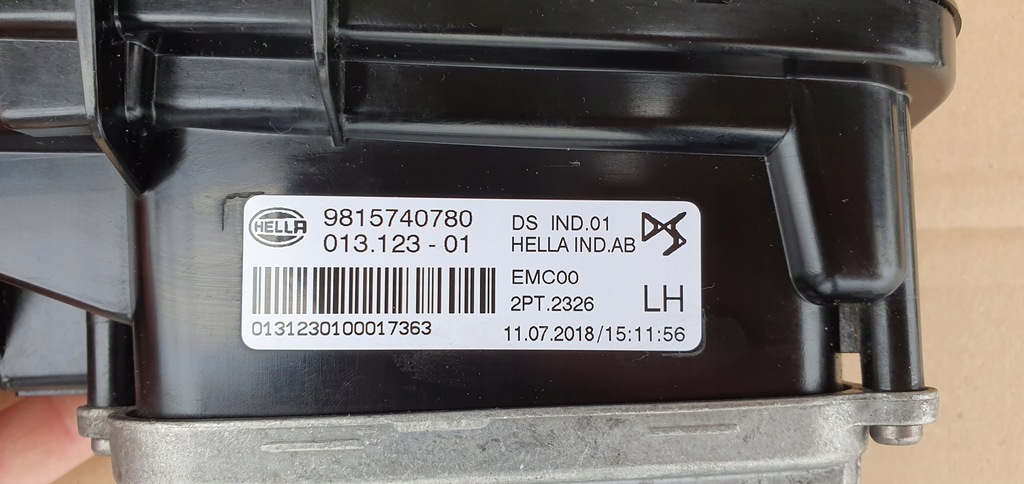 HELLA
9815740780
013.123 - 01
DS IND.01
HELLA IND.AB
EMC00
2PT.2326
LH
0131230100017363
11.07.2018/15:11:56